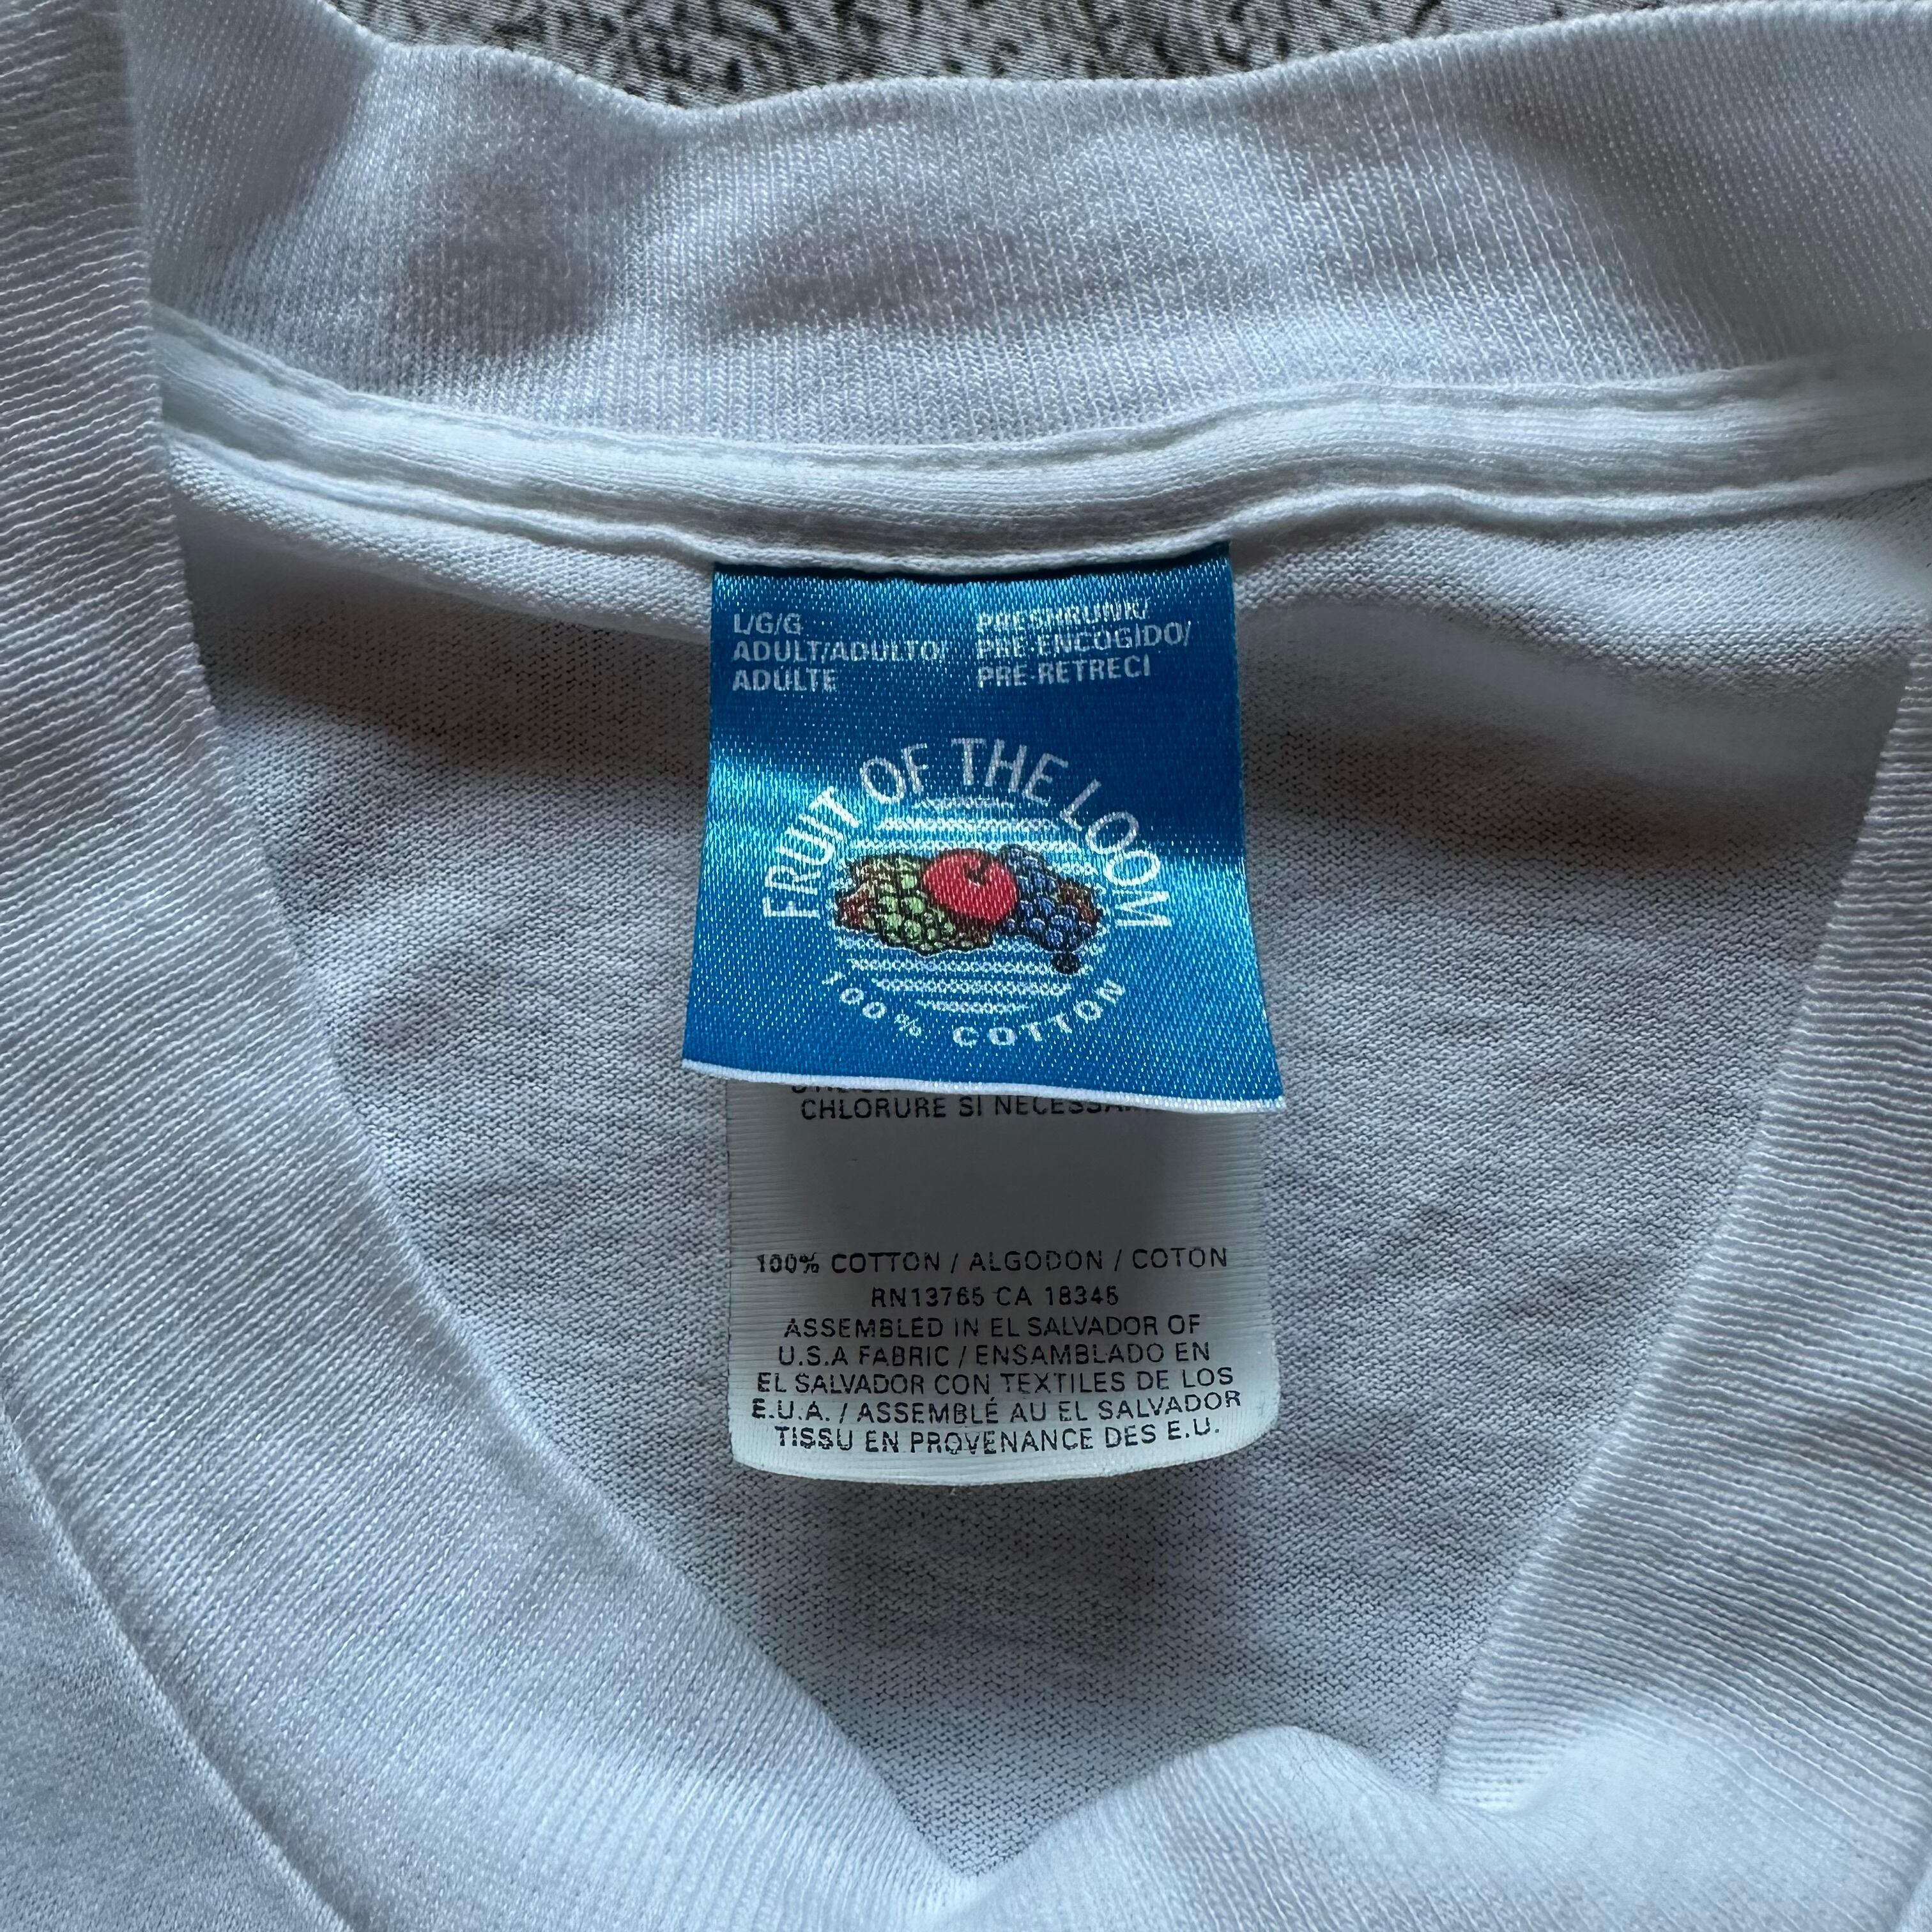 L/G/G
ADULT/ADULTO/
ADULTE
PRESHRUNK/
PRE-ENCOGIDO/
PRE-RETRECI
FRUIT OF THE LOOM
100% COTTON
CHLORURE SI
100% COTTON / ALGODON / COTON
RN13765 CA 18345
ASSEMBLED IN EL SALVADOR OF
U.S.A FABRIC / ENSAMBLADO EN
EL SALVADOR CON TEXTILES DE LOS
E.U.A. / ASSEMBLÉ AU EL SALVADOR
TISSU EN PROVENANCE DES E.U.